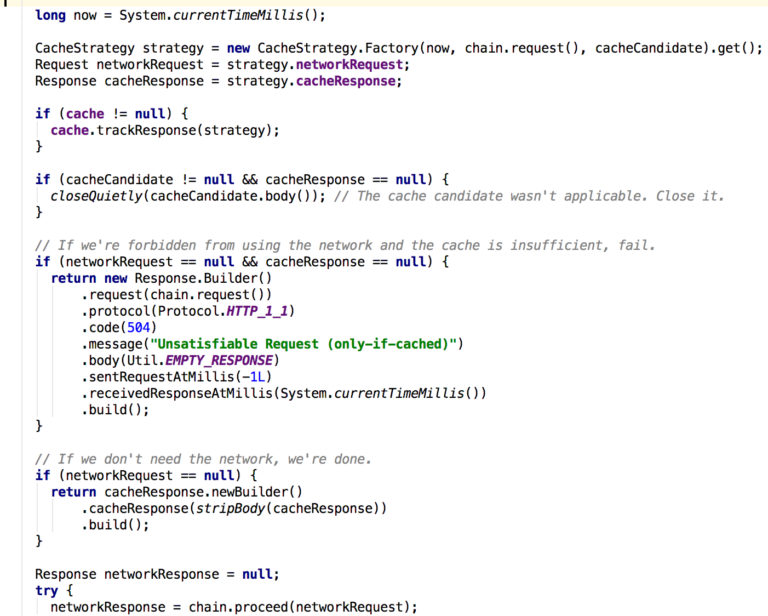 long now = System.currentTimeMillis();
CacheStrategy strategy = new CacheStrategy.Factory(now, chain.request(), cacheCandidate).get();
Request networkRequest = strategy.networkRequest;
Response cacheResponse = strategy.cacheResponse;
if (cache != null) {
cache.trackResponse(strategy);
}
if (cacheCandidate != null && cacheResponse == null) {
closeQuietly(cacheCandidate.body()); // The cache candidate wasn't applicable. Close it.
}
// If we're forbidden from using the network and the cache is insufficient, fail.
if (networkRequest == null && cacheResponse == null) {
return new Response.Builder()
.request(chain.request())
.protocol(Protocol.HTTP_1_1)
.code(504)
.message("Unsatisfiable Request (only-if-cached)")
.body(Util.EMPTY_RESPONSE)
.sentRequestAtMillis(-1L)
.receivedResponseAtMillis(System.currentTimeMillis())
.build();
}
// If we don't need the network, we're done.
if (networkRequest == null) {
return cacheResponse.newBuilder()
.cacheResponse(stripBody(cacheResponse))
.build();
}
Response networkResponse = null;
try {
networkResponse = chain.proceed(networkRequest);